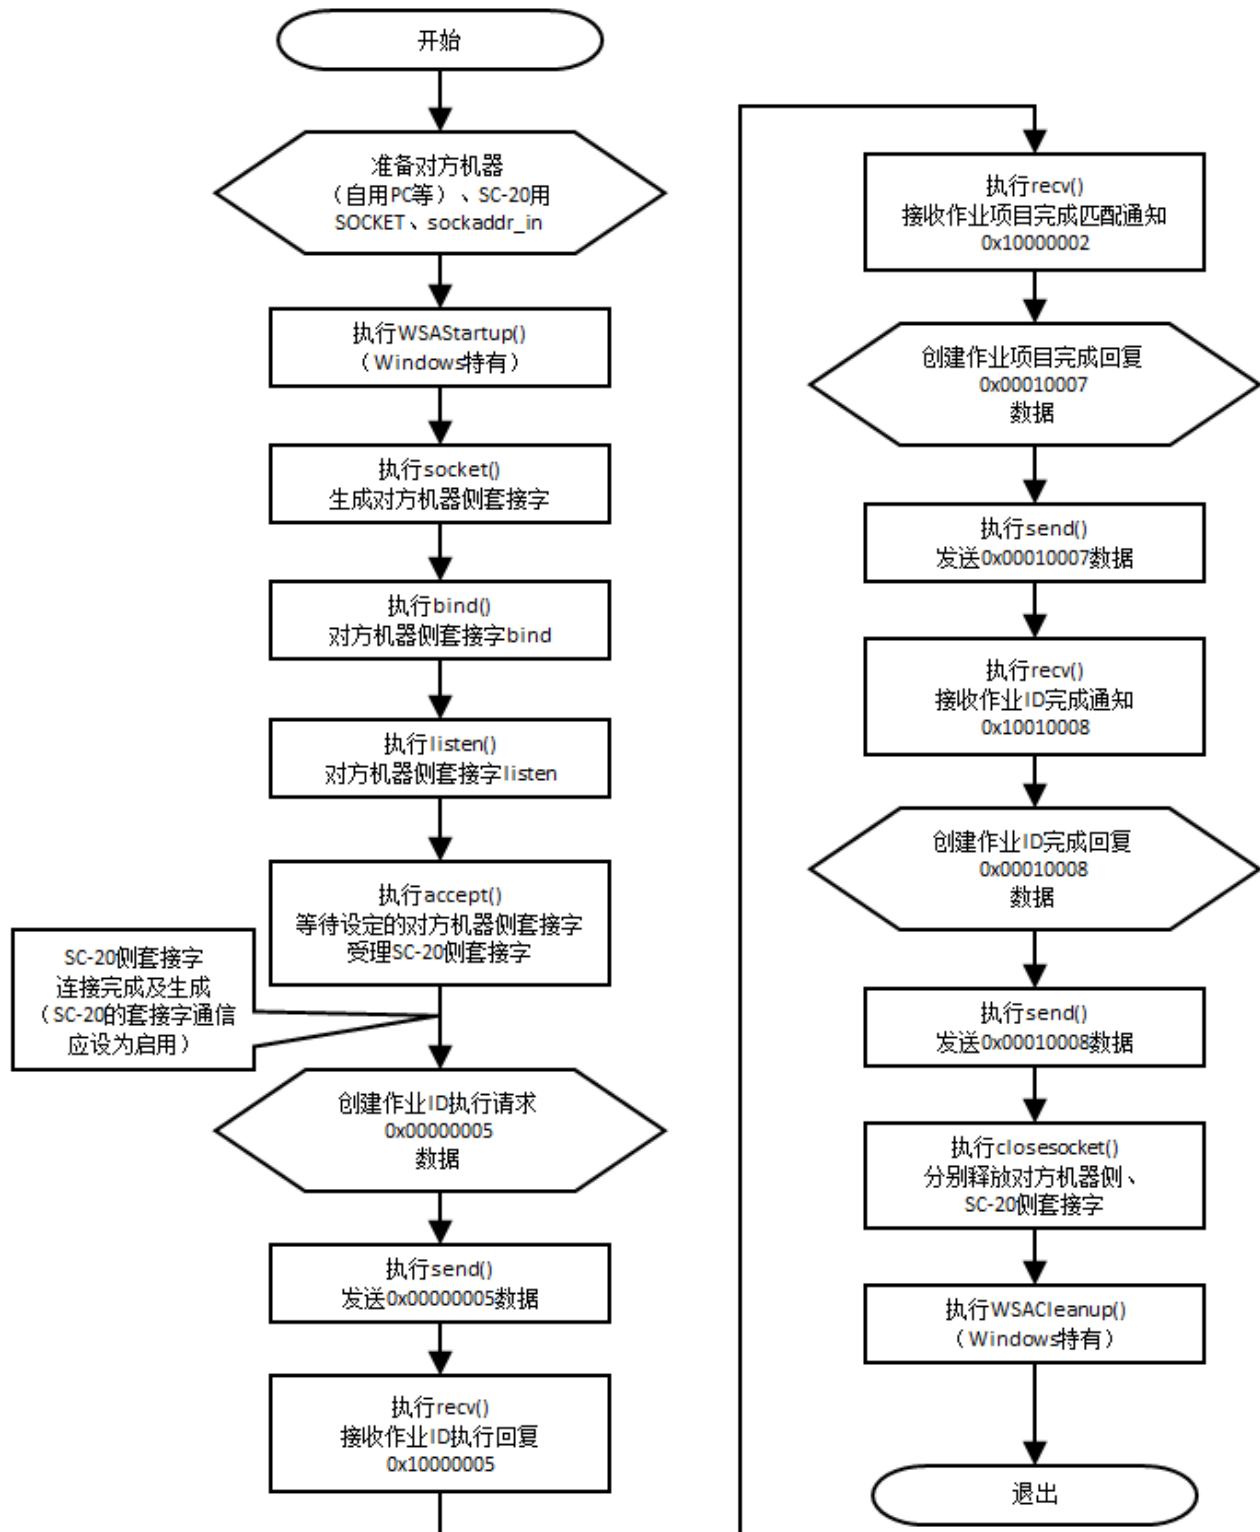 开始
准备对方机器
（自用PC等）、SC-20用
SOCKET、sockaddr_in
执行WSAStartup()
（Windows特有）
执行socket()
生成对方机器侧套接字
执行bind()
对方机器侧套接字bind
执行listen()
对方机器侧套接字listen
执行accept()
等待设定的对方机器侧套接字
受理SC-20侧套接字
SC-20侧套接字
连接完成及生成
（SC-20的套接字通信
应设为启用）
创建作业ID执行请求
0x00000005
数据
执行send()
发送0x00000005数据
执行recv()
接收作业ID执行回复
0x10000005
执行recv()
接收作业项目完成匹配通知
0x10000002
创建作业项目完成回复
0x00010007
数据
执行send()
发送0x00010007数据
执行recv()
接收作业ID完成通知
0x10010008
创建作业ID完成回复
0x00010008
数据
执行send()
发送0x00010008数据
执行closesocket()
分别释放对方机器侧、
SC-20侧套接字
执行WSACleanup()
（Windows特有）
退出